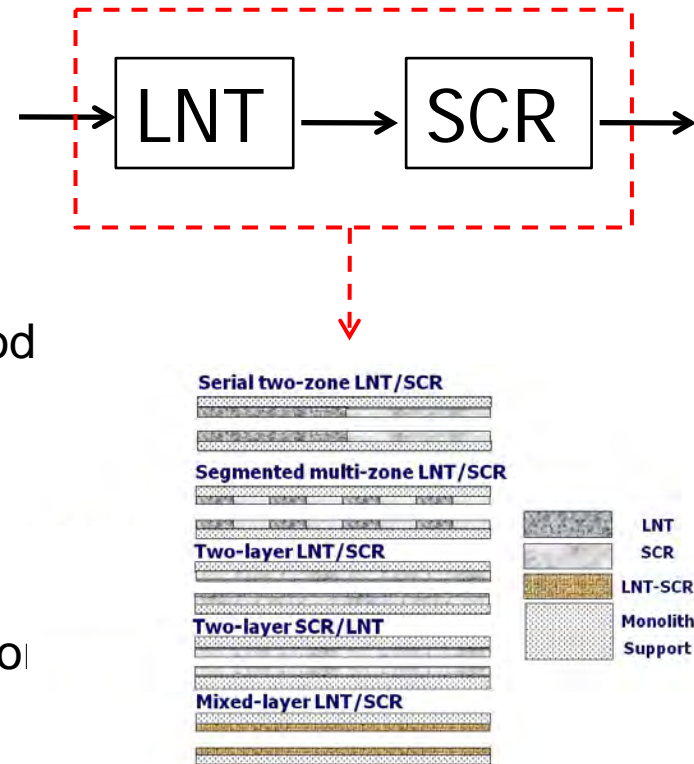 LNT
SCR
Serial two-zone LNT/SCR
Segmented multi-zone LNT/SCR
Two-layer LNT/SCR
Two-layer SCR/LNT
Mixed-layer LNT/SCR
LNT
SCR
LNT-SCR
Monolith
Support